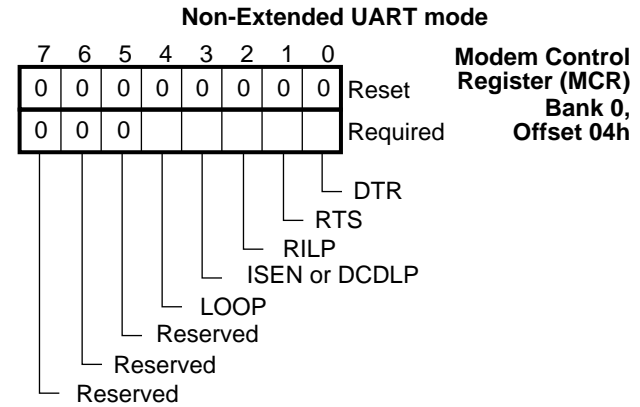 Non-Extended UART mode
7 6 5 4 3 2 1 0
Modem Control
Register (MCR)
Bank 0,
Offset 04h
0 0 0 0 0 0 0 0 Reset
0 0 0 Required
DTR
RTS
RILP
ISEN or DCDLP
LOOP
Reserved
Reserved
Reserved